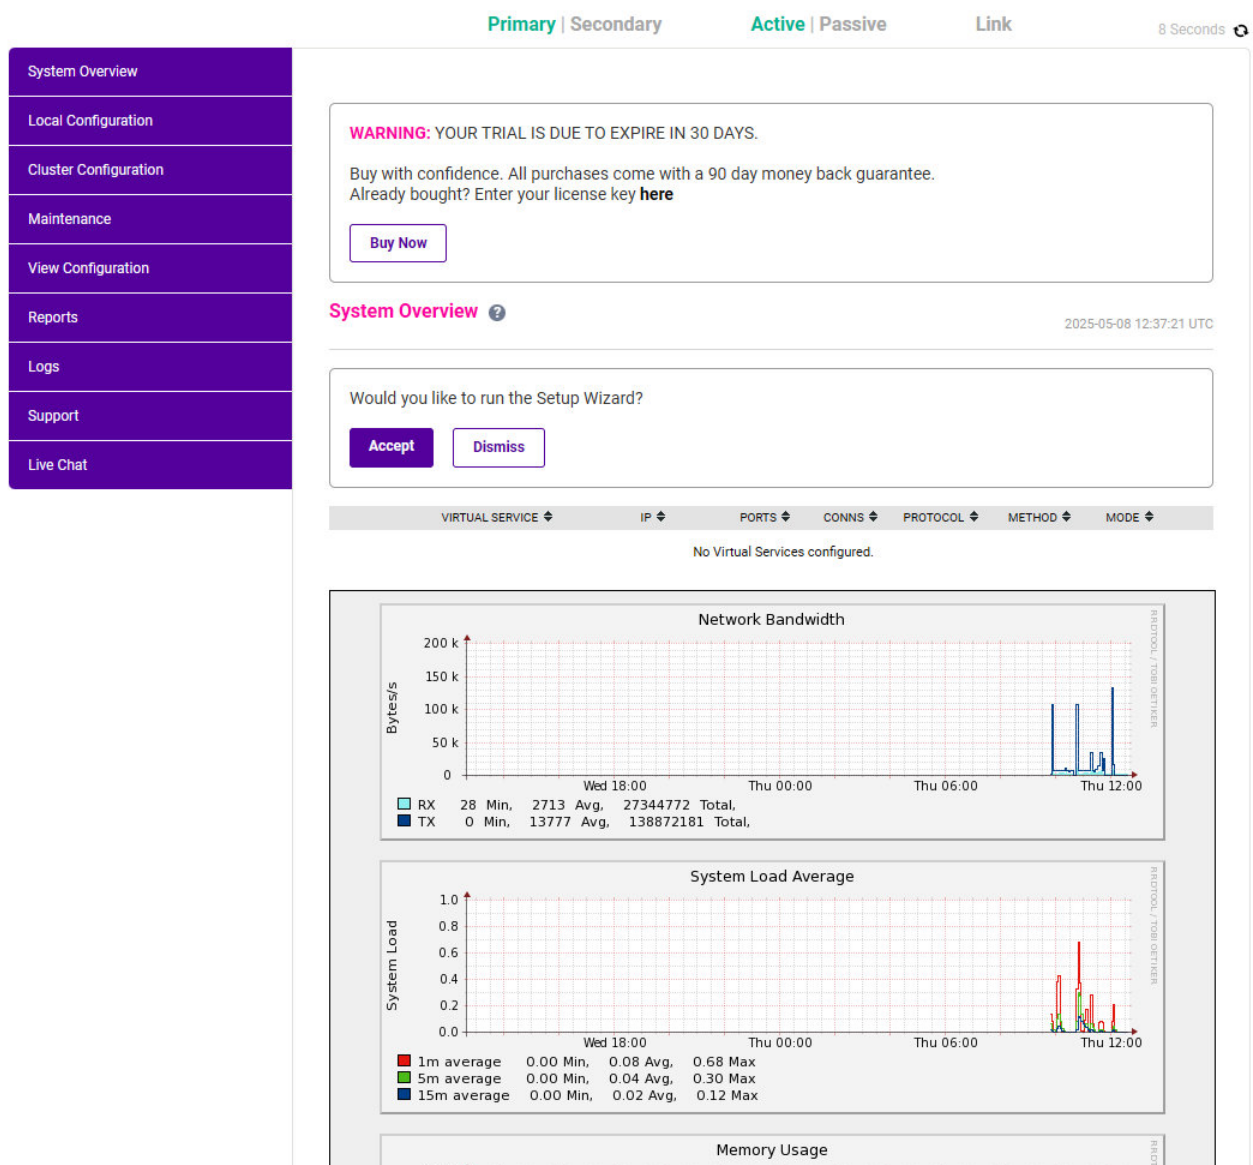 Primary | Secondary Active | Passive Link 8 Seconds
System Overview
Local Configuration
Cluster Configuration
Maintenance
View Configuration
Reports
Logs
Support
Live Chat
WARNING: YOUR TRIAL IS DUE TO EXPIRE IN 30 DAYS.
Buy with confidence. All purchases come with a 90 day money back guarantee.
Already bought? Enter your license key here
Buy Now
System Overview ?
2025-05-08 12:37:21 UTC
Would you like to run the Setup Wizard?
Accept Dismiss
VIRTUAL SERVICE IP PORTS CONNS PROTOCOL METHOD MODE
No Virtual Services configured.
Network Bandwidth
RRDTOOL / TOBI OETIKER
Bytes/s
200 k
150 k
100 k
50 k
0
Wed 18:00 Thu 00:00 Thu 06:00 Thu 12:00
RX 28 Min, 2713 Avg, 27344772 Total,
TX 0 Min, 13777 Avg, 138872181 Total,
System Load Average
RRDTOOL / TOBI OETIKER
System Load
1.0
0.8
0.6
0.4
0.2
0.0
Wed 18:00 Thu 00:00 Thu 06:00 Thu 12:00
1m average 0.00 Min, 0.08 Avg, 0.68 Max
5m average 0.00 Min, 0.04 Avg, 0.30 Max
15m average 0.00 Min, 0.02 Avg, 0.12 Max
Memory Usage